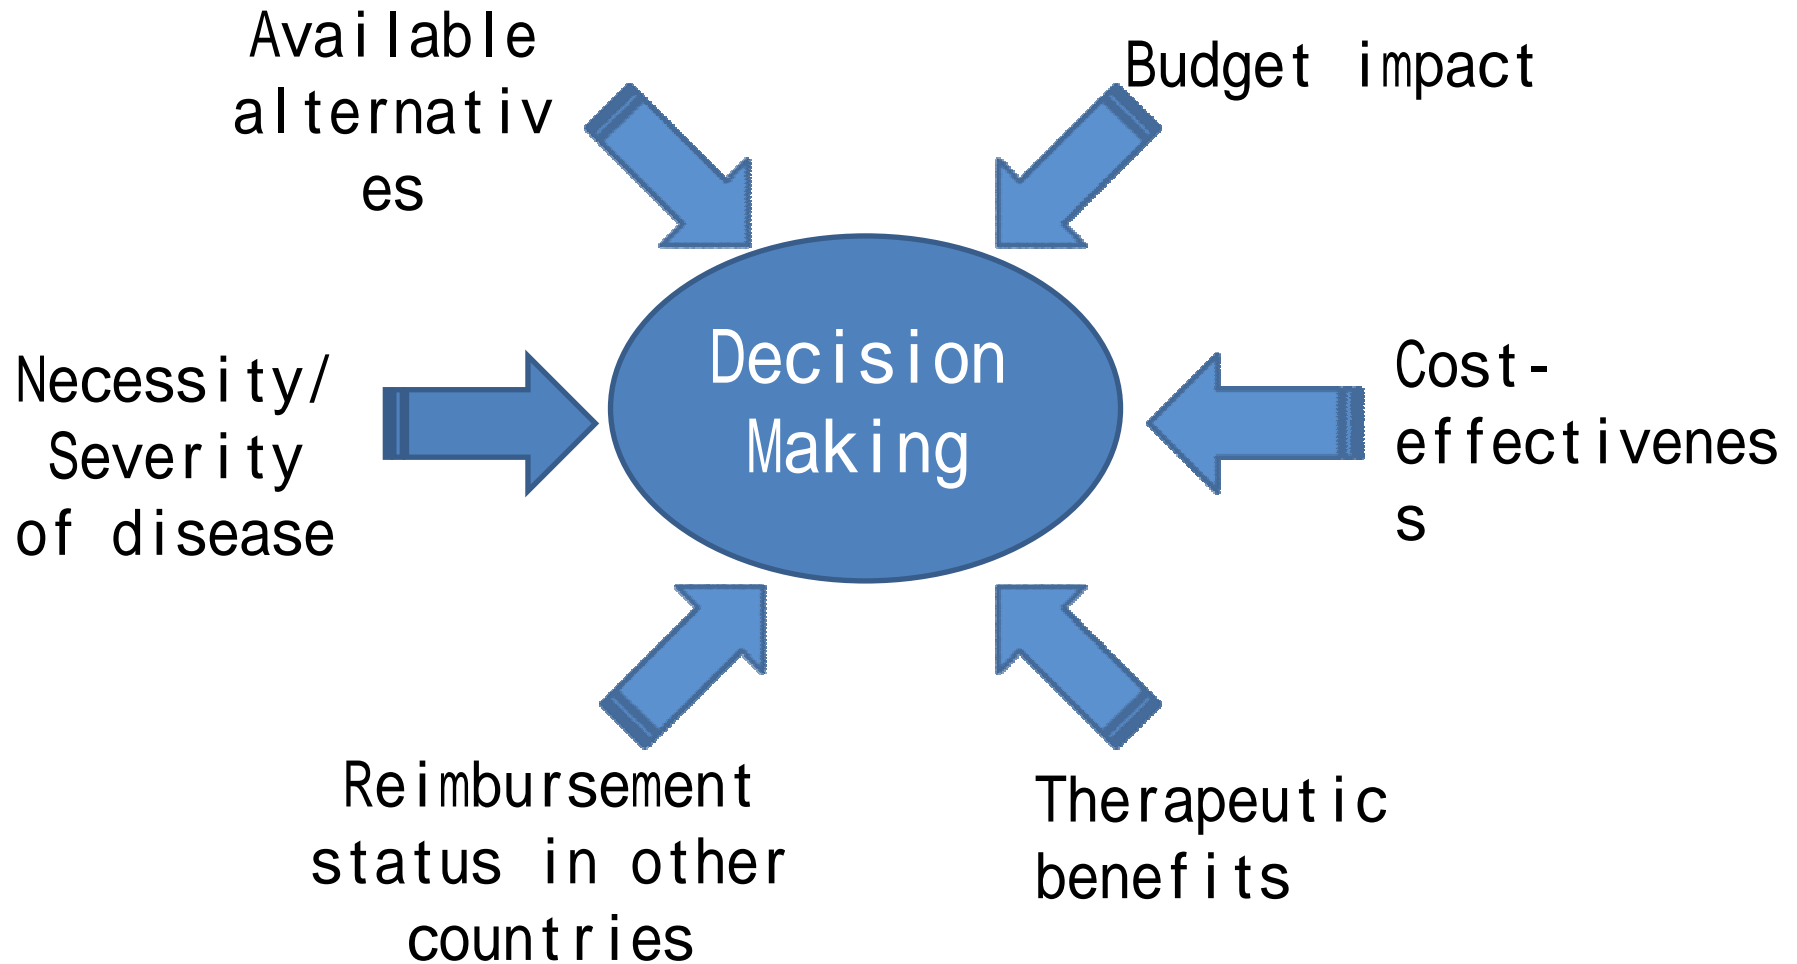 Available
alternativ
es
Budget impact
Necessity/
Severity
of disease
Decision
Making
Cost-
effectivenes
s
Reimbursement
status in other
countries
Therapeutic
benefits